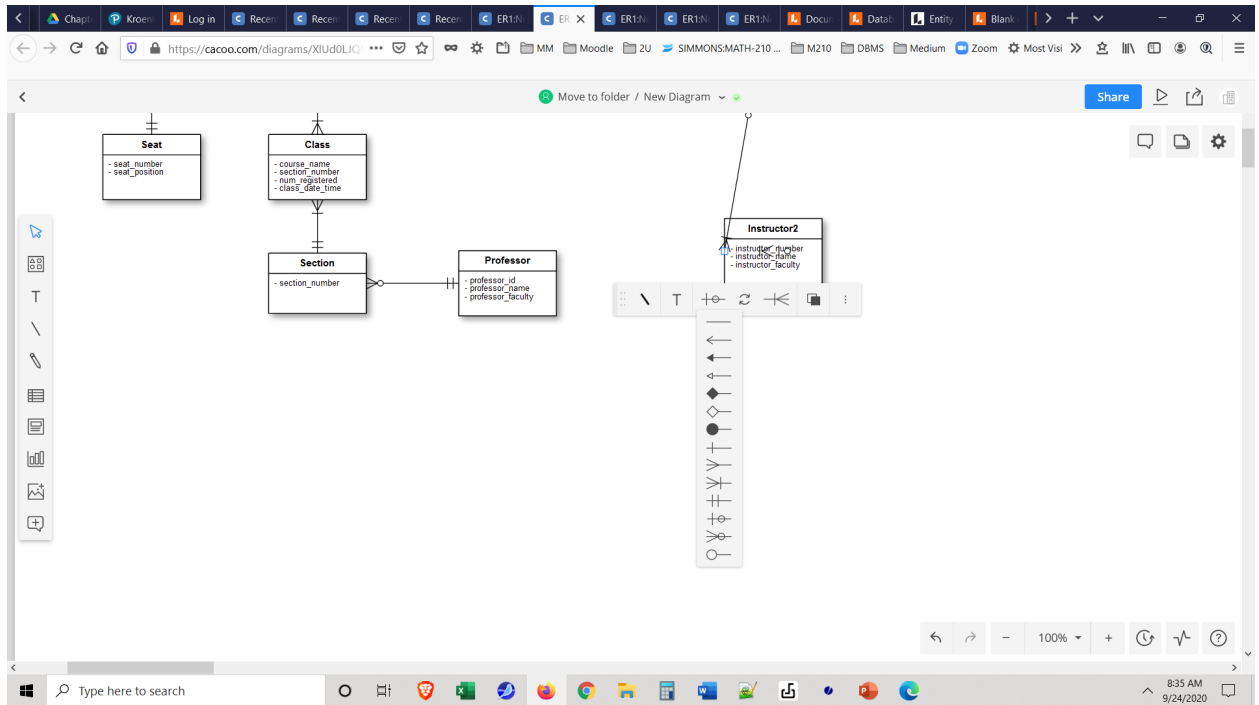 Chapt Kroen Log in Recen Recen Recen Recen ER1:N ER ER1:N ER1:N ER1:N Docum Datab Entity Blank
https://cacoo.com/diagrams/XlUd0LJQ MM Moodle 2U SIMMONS:MATH-210 ... M210 DBMS Medium Zoom Most Visi
Move to folder / New Diagram Share
Seat
- seat_number
- seat_position
Class
- course_name
- section_number
- num_registered
- class_date_time
Section
- section_number
Professor
- professor_id
- professor_name
- professor_faculty
Instructor2
- instructor_number
- instructor_name
- instructor_faculty
T
T
100%
Type here to search
8:35 AM
9/24/2020